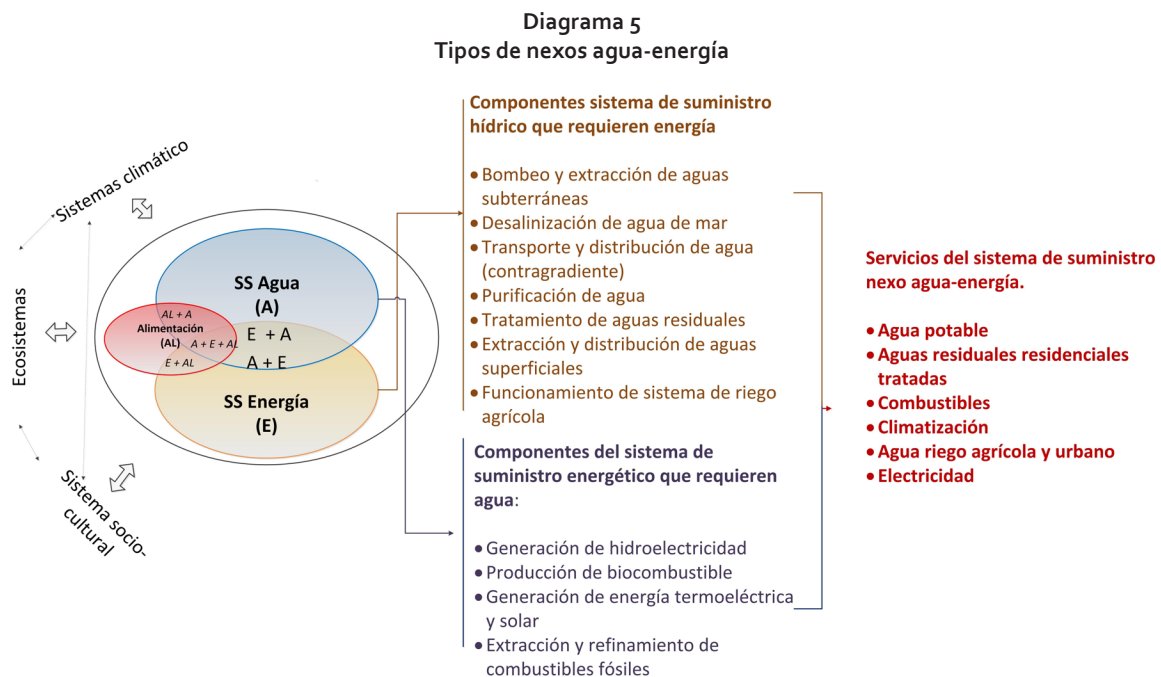 Diagrama 5
Tipos de nexos agua-energía
Sistemas climático
Ecosistemas
Sistema socio-
cultural
SS Agua
(A)
AL + A
Alimentación
(AL)
A + E + AL
E + AL
E + A
A + E
SS Energía
(E)
Componentes sistema de suministro
hídrico que requieren energía
• Bombeo y extracción de aguas
subterráneas
• Desalinización de agua de mar
• Transporte y distribución de agua
(contragradiente)
• Purificación de agua
• Tratamiento de aguas residuales
• Extracción y distribución de aguas
superficiales
• Funcionamiento de sistema de riego
agrícola
Componentes del sistema de
suministro energético que requieren
agua:
• Generación de hidroelectricidad
• Producción de biocombustible
• Generación de energía termoeléctrica
y solar
• Extracción y refinamiento de
combustibles fósiles
Servicios del sistema de suministro
nexo agua-energía.
• Agua potable
• Aguas residuales residenciales
tratadas
• Combustibles
• Climatización
• Agua riego agrícola y urbano
• Electricidad